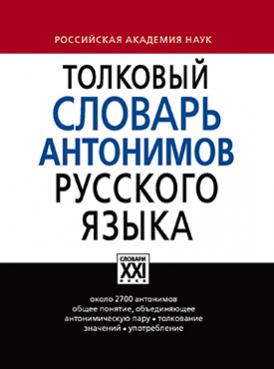 РОССИЙСКАЯ АКАДЕМИЯ НАУК
ТОЛКОВЫЙ
СЛОВАРЬ
АНТОНИМОВ
РУССКОГО
ЯЗЫКА
СЛОВАРИ
XXI
ВЕКА
около 2700 антонимов
общее понятие, объединяющее
антонимическую пару • толкование
значений • употребление